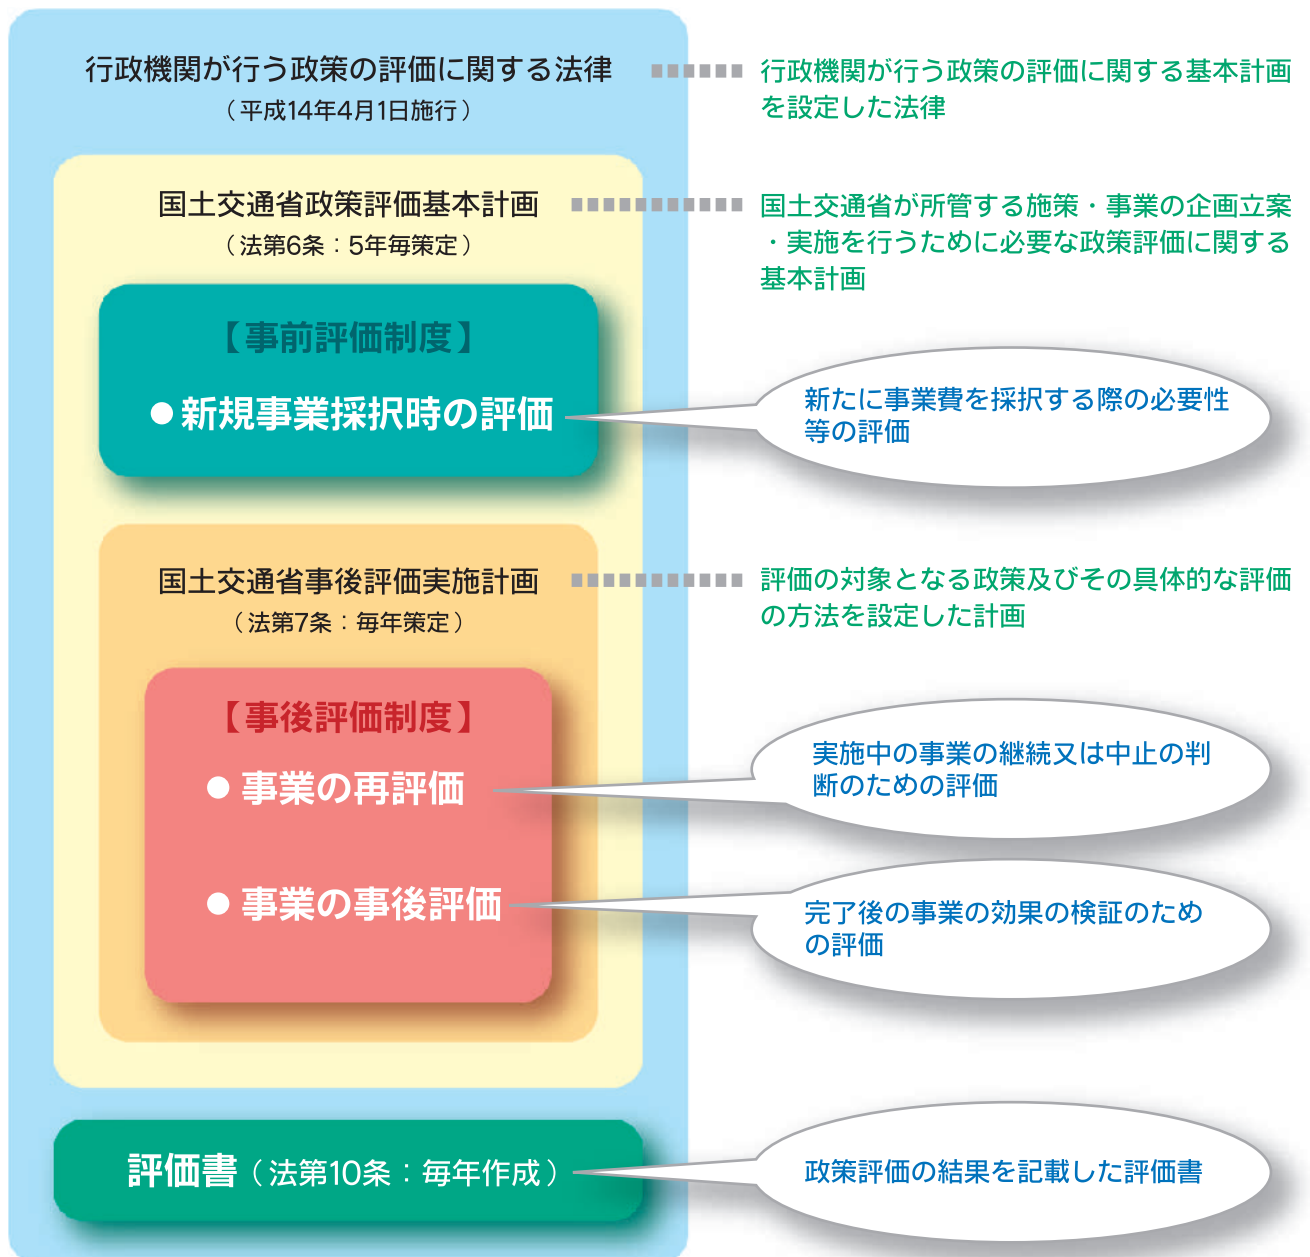 行政機関が行う政策の評価に関する法律
（平成14年4月1日施行）
行政機関が行う政策の評価に関する基本計画
を設定した法律
国土交通省政策評価基本計画
（法第6条：5年毎策定）
国土交通省が所管する施策・事業の企画立案
・実施を行うために必要な政策評価に関する
基本計画
【事前評価制度】
●新規事業採択時の評価
新たに事業費を採択する際の必要性
等の評価
国土交通省事後評価実施計画
（法第7条：毎年策定）
評価の対象となる政策及びその具体的な評価
の方法を設定した計画
【事後評価制度】
●事業の再評価
実施中の事業の継続又は中止の判
断のための評価
●事業の事後評価
完了後の事業の効果の検証のため
の評価
評価書（法第10条：毎年作成）
政策評価の結果を記載した評価書